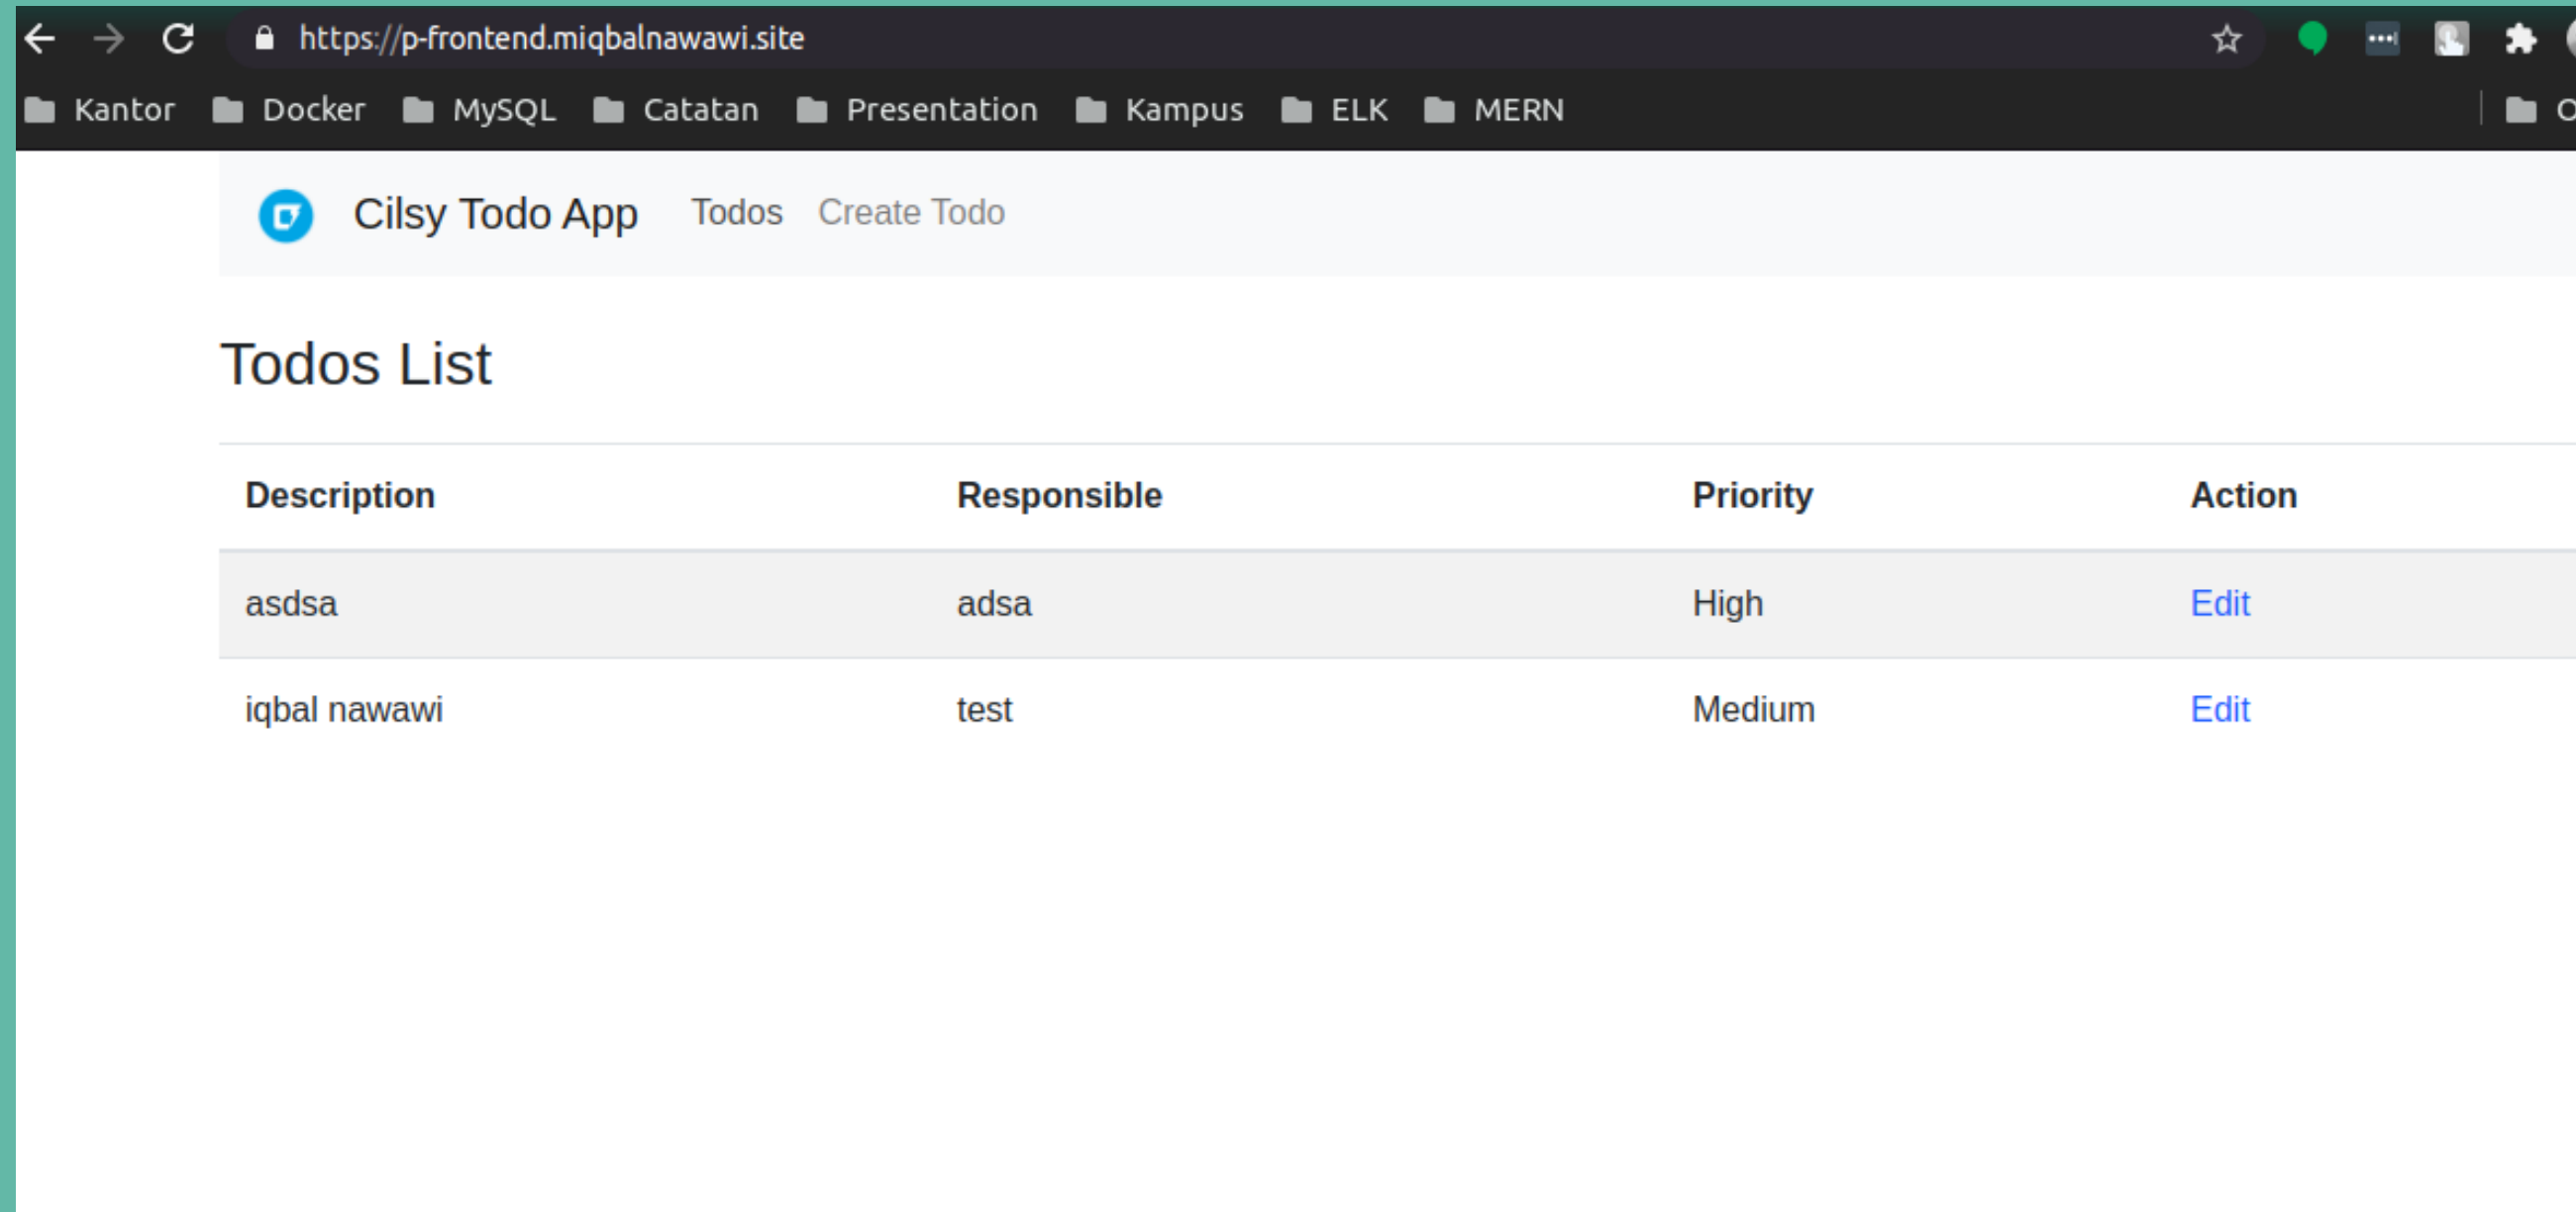 https://p-frontend.miqbalnawawi.site
Kantor Docker MySQL Catatan Presentation Kampus ELK MERN
Cilsy Todo App Todos Create Todo
Todos List
Description Responsible Priority Action
asdsa adsa High Edit
iqbal nawawi test Medium Edit